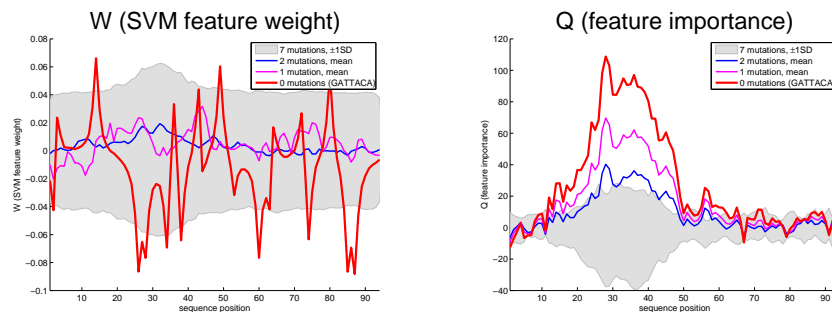 W (SVM feature weight)
0.08
0.06
0.04
0.02
0
−0.02
−0.04
−0.06
−0.08
−0.1
W (SVM feature weight)
7 mutations, ±1SD
2 mutations, mean
1 mutation, mean
0 mutations (GATTACA)
10 20 30 40 50 60 70 80 90
sequence position
Q (feature importance)
120
100
80
60
40
20
0
−20
−40
Q (feature importance)
7 mutations, ±1SD
2 mutations, mean
1 mutation, mean
0 mutations (GATTACA)
10 20 30 40 50 60 70 80 90
sequence position